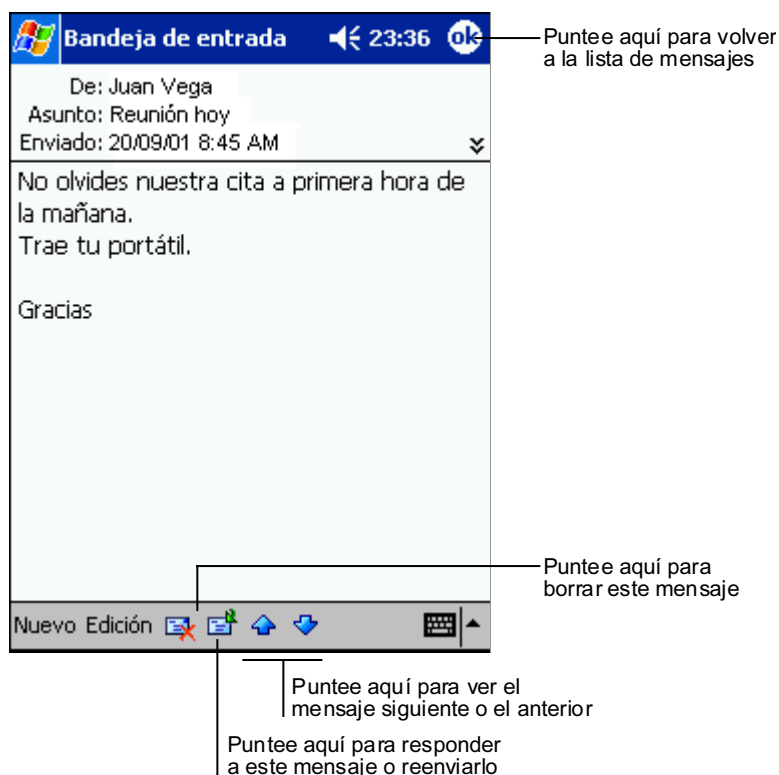 Bandeja de entrada 23:36 ok
Puntee aquí para volver
a la lista de mensajes
De: Juan Vega
Asunto: Reunión hoy
Enviado: 20/09/01 8:45 AM
No olvides nuestra cita a primera hora de
la mañana.
Trae tu portátil.
Gracias
Puntee aquí para
borrar este mensaje
Nuevo Edición
Puntee aquí para ver el
mensaje siguiente o el anterior
Puntee aquí para responder
a este mensaje o reenviarlo